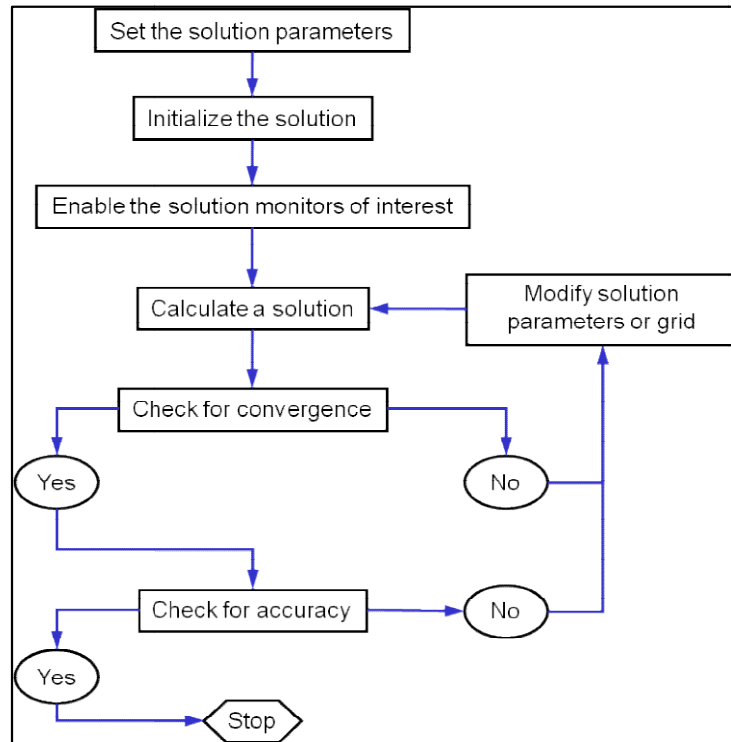 Set the solution parameters
Initialize the solution
Enable the solution monitors of interest
Calculate a solution
Modify solution
parameters or grid
Check for convergence
Yes
No
Check for accuracy
No
Yes
Stop